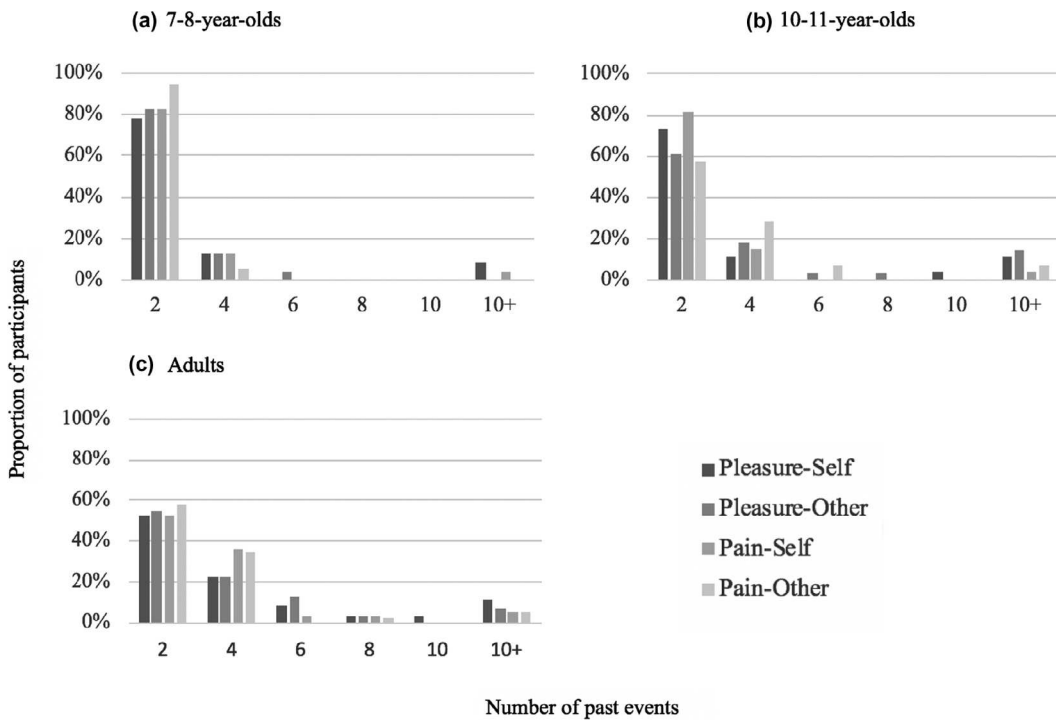 (a) 7-8-year-olds
(b) 10-11-year-olds
100%
80%
60%
40%
20%
0%
2 4 6 8 10 10+
100%
80%
60%
40%
20%
0%
2 4 6 8 10 10+
Proportion of participants
(c) Adults
100%
80%
60%
40%
20%
0%
2 4 6 8 10 10+
Pleasure-Self
Pleasure-Other
Pain-Self
Pain-Other
Number of past events